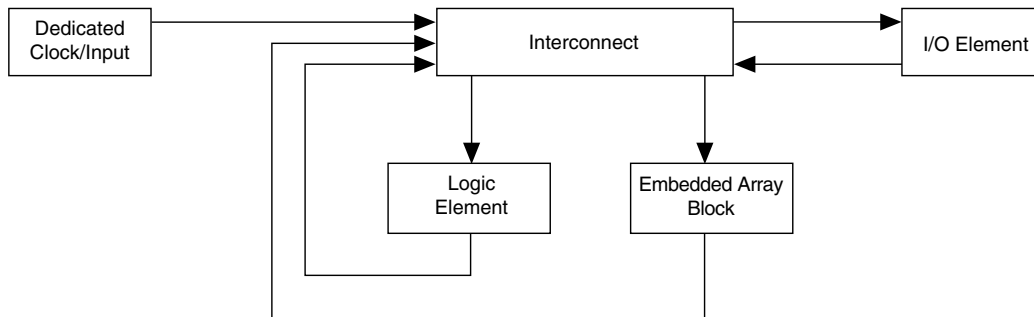 Dedicated
Clock/Input
Interconnect
I/O Element
Logic
Element
Embedded Array
Block